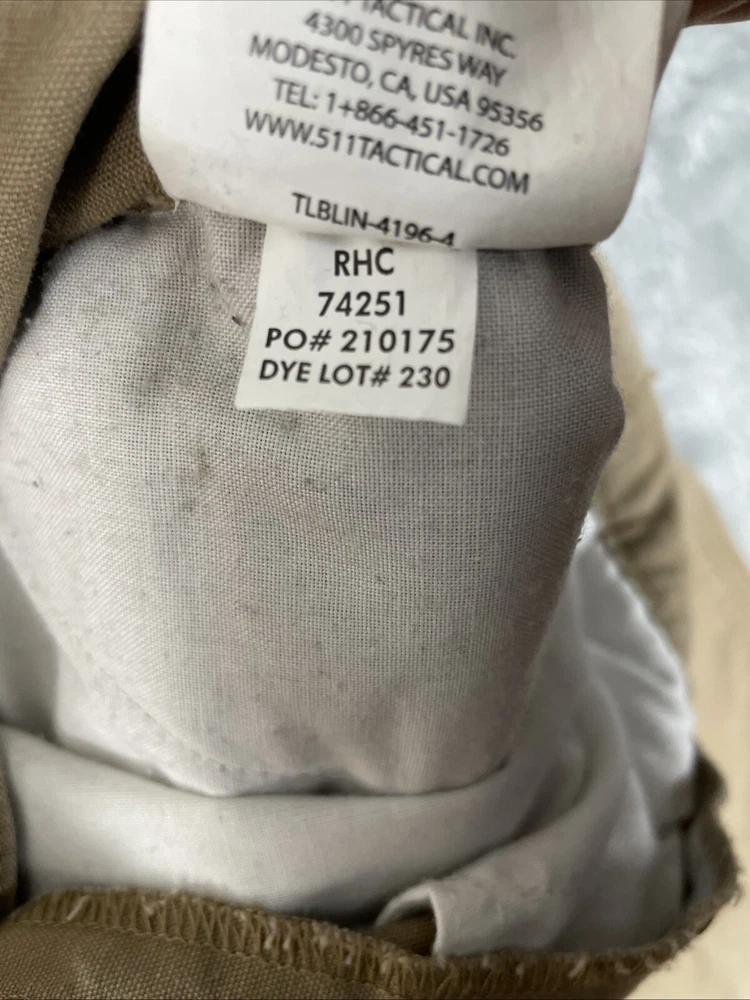 TACTICAL INC.
4300 SPYRES WAY
MODESTO, CA, USA 95356
TEL: 1+866-451-1726
WWW.511TACTICAL.COM
TLBLIN-4196-4
RHC
74251
PO# 210175
DYE LOT# 230